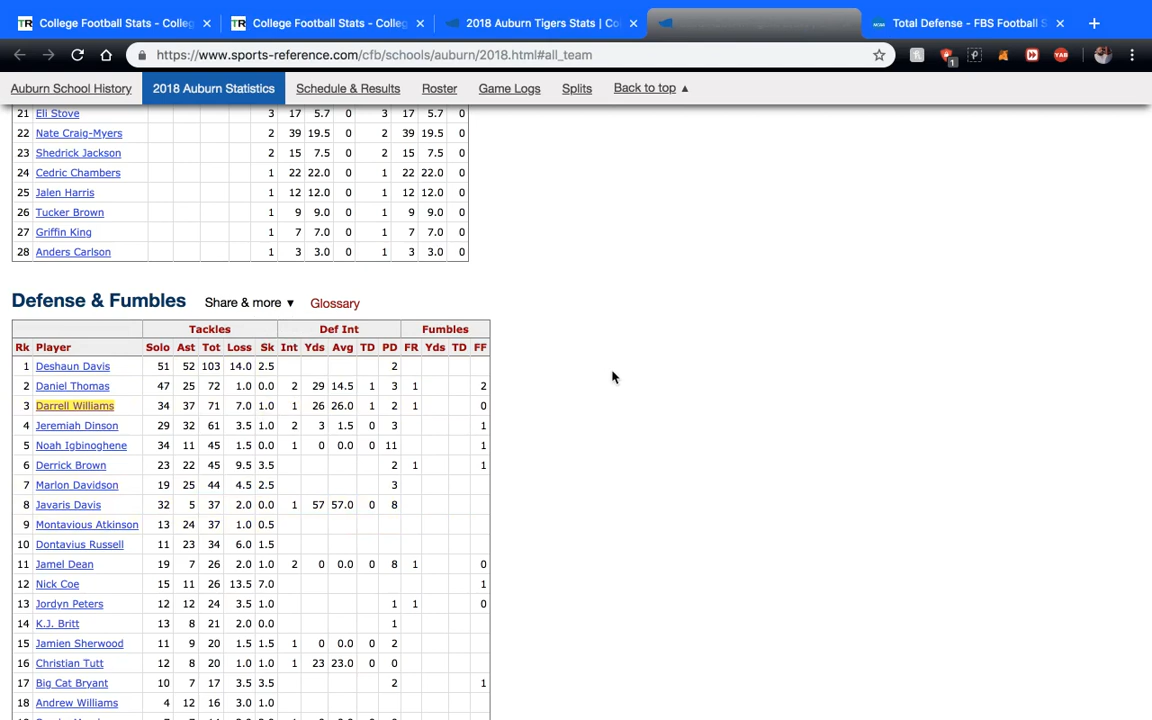 College Football Stats - Colleg × College Football Stats - Colleg × 2018 Auburn Tigers Stats | Co × Total Defense - FBS Football S × +
https://www.sports-reference.com/cfb/schools/auburn/2018.html#all_team
Auburn School History 2018 Auburn Statistics Schedule & Results Roster Game Logs Splits Back to top ▲
21 Eli Stove 3 17 5.7 0 3 17 5.7 0
22 Nate Craig-Myers 2 39 19.5 0 2 39 19.5 0
23 Shedrick Jackson 2 15 7.5 0 2 15 7.5 0
24 Cedric Chambers 1 22 22.0 0 1 22 22.0 0
25 Jalen Harris 1 12 12.0 0 1 12 12.0 0
26 Tucker Brown 1 9 9.0 0 1 9 9.0 0
27 Griffin King 1 7 7.0 0 1 7 7.0 0
28 Anders Carlson 1 3 3.0 0 1 3 3.0 0
Defense & Fumbles Share & more ▼ Glossary
Tackles Def Int Fumbles
Rk Player Solo Ast Tot Loss Sk Int Yds Avg TD PD FR Yds TD FF
1 Deshaun Davis 51 52 103 14.0 2.5 2
2 Daniel Thomas 47 25 72 1.0 0.0 2 29 14.5 1 3 1 2
3 Darrell Williams 34 37 71 7.0 1.0 1 26 26.0 1 2 1 0
4 Jeremiah Dinson 29 32 61 3.5 1.0 2 3 1.5 0 3 1
5 Noah Igbinoghene 34 11 45 1.5 0.0 1 0 0.0 0 11 1
6 Derrick Brown 23 22 45 9.5 3.5 2 1 1
7 Marlon Davidson 19 25 44 4.5 2.5 3
8 Javaris Davis 32 5 37 2.0 0.0 1 57 57.0 0 8
9 Montavious Atkinson 13 24 37 1.0 0.5
10 Dontavius Russell 11 23 34 6.0 1.5
11 Jamel Dean 19 7 26 2.0 1.0 2 0 0.0 0 8 1 0
12 Nick Coe 15 11 26 13.5 7.0 1
13 Jordyn Peters 12 12 24 3.5 1.0 1 1 0
14 K.J. Britt 13 8 21 2.0 0.0 1
15 Jamien Sherwood 11 9 20 1.5 1.5 1 0 0.0 0 2
16 Christian Tutt 12 8 20 1.0 1.0 1 23 23.0 0 0
17 Big Cat Bryant 10 7 17 3.5 3.5 2 1
18 Andrew Williams 4 12 16 3.0 1.0